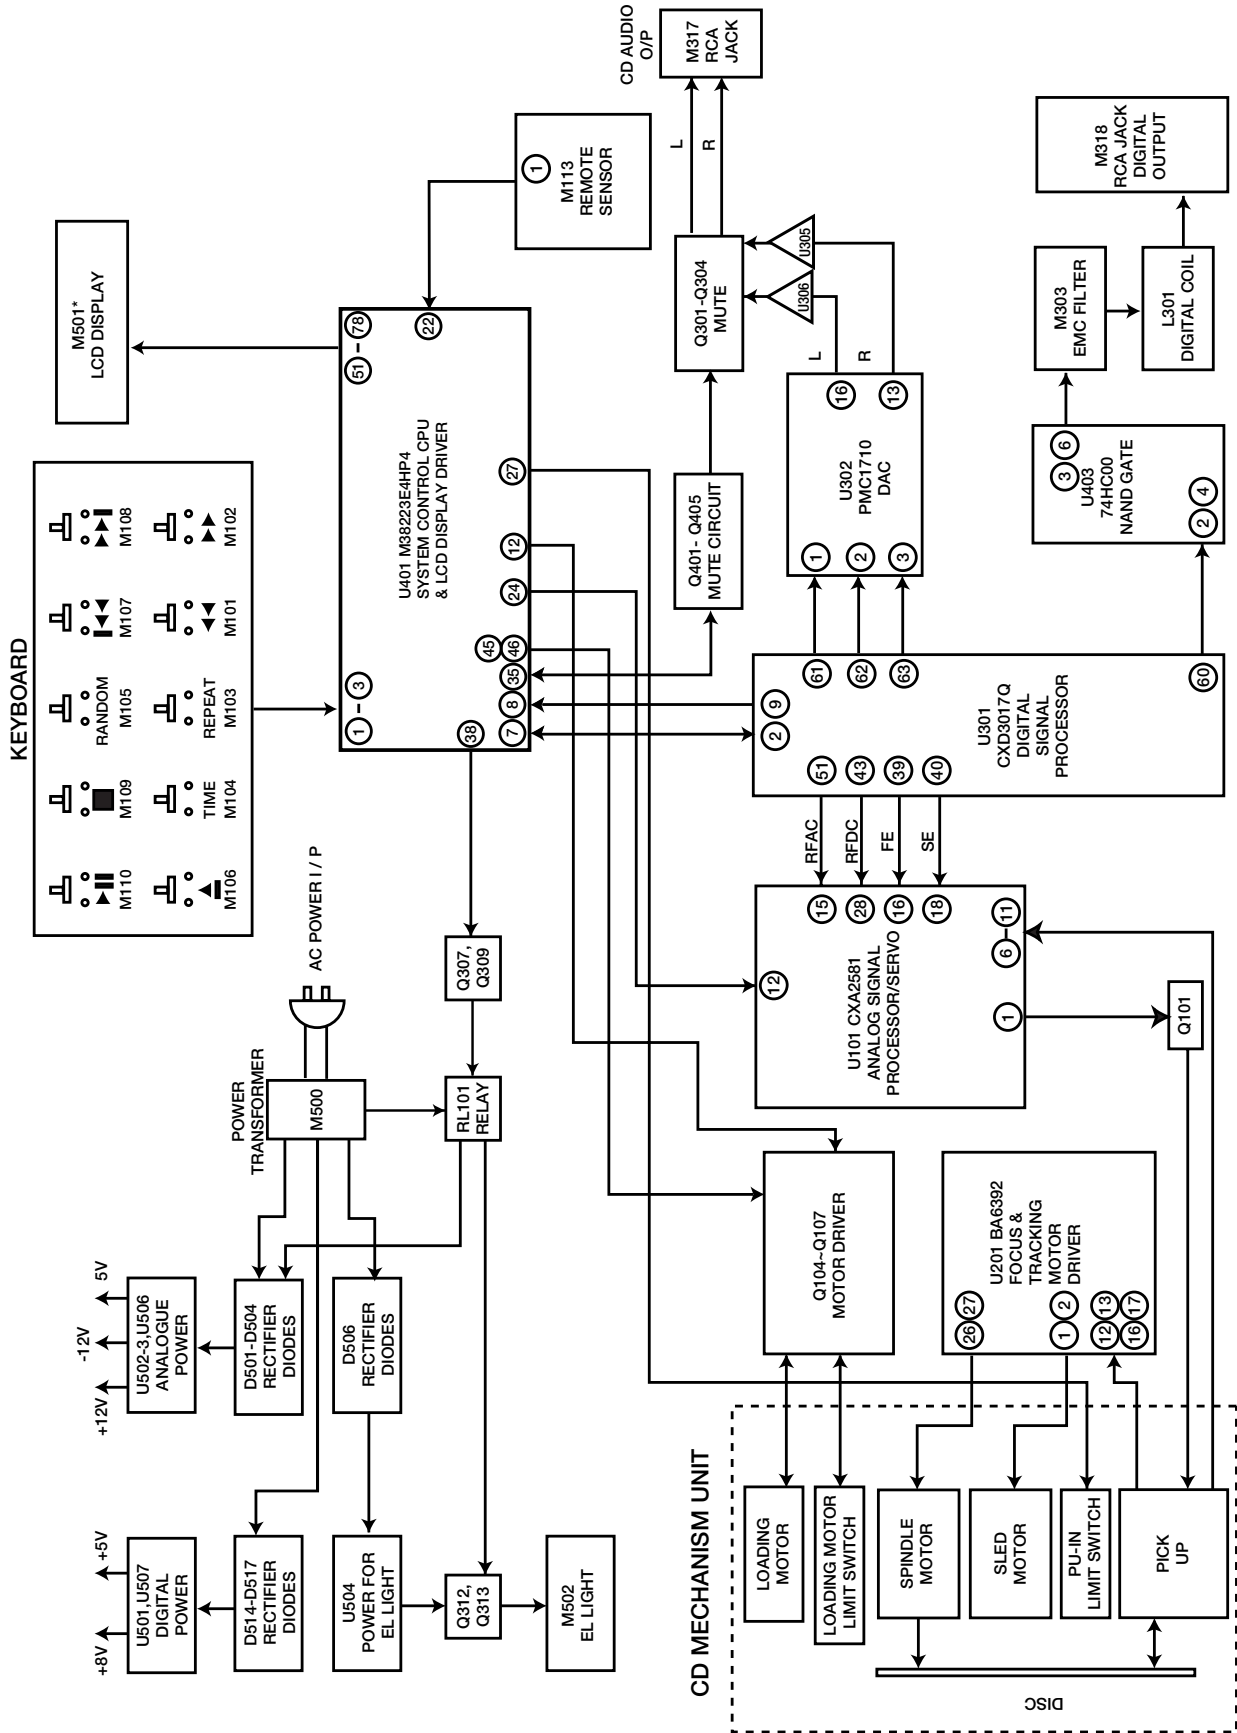 KEYBOARD
M110
M109
RANDOM
M105
M107
M108
M106
TIME
M104
REPEAT
M103
M101
M102
M501*
LCD DISPLAY
CD AUDIO
O/P
M317
RCA
JACK
L
R
1
M113
REMOTE
SENSOR
AC POWER I / P
POWER
TRANSFORMER
M500
Q307,
Q309
RL101
RELAY
1
3
51
78
22
38
U401 M38223E4HP4
SYSTEM CONTROL CPU
& LCD DISPLAY DRIVER
7
8
35
45
46
24
12
27
+12V
-12V
5V
U502-3,U506
ANALOGUE
POWER
D501-D504
RECTIFIER
DIODES
D506
RECTIFIER
DIODES
+8V
+5V
U501,U507
DIGITAL
POWER
D514-D517
RECTIFIER
DIODES
U504
POWER FOR
EL LIGHT
Q312,
Q313
M502
EL LIGHT
Q301-Q304
MUTE
U306
U305
L
R
Q401- Q405
MUTE CIRCUIT
U302
PMC1710
DAC
1
2
3
16
13
M318
RCA JACK
DIGITAL
OUTPUT
M303
EMC FILTER
L301
DIGITAL COIL
3
6
U403
74HC00
NAND GATE
2
4
2
9
61
62
63
60
51
43
39
40
U301
CXD3017Q
DIGITAL
SIGNAL
PROCESSOR
RFAC
RFDC
FE
SE
12
15
28
16
18
1
6
11
U101 CXA2581
ANALOG SIGNAL
PROCESSOR/SERVO
Q101
Q104~Q107
MOTOR DRIVER
26
27
U201 BA6392
FOCUS &
TRACKING
MOTOR
DRIVER
1
2
12
13
16
17
CD MECHANISM UNIT
LOADING
MOTOR
LOADING MOTOR
LIMIT SWITCH
SPINDLE
MOTOR
SLED
MOTOR
PU-IN
LIMIT SWITCH
PICK
UP
DISC